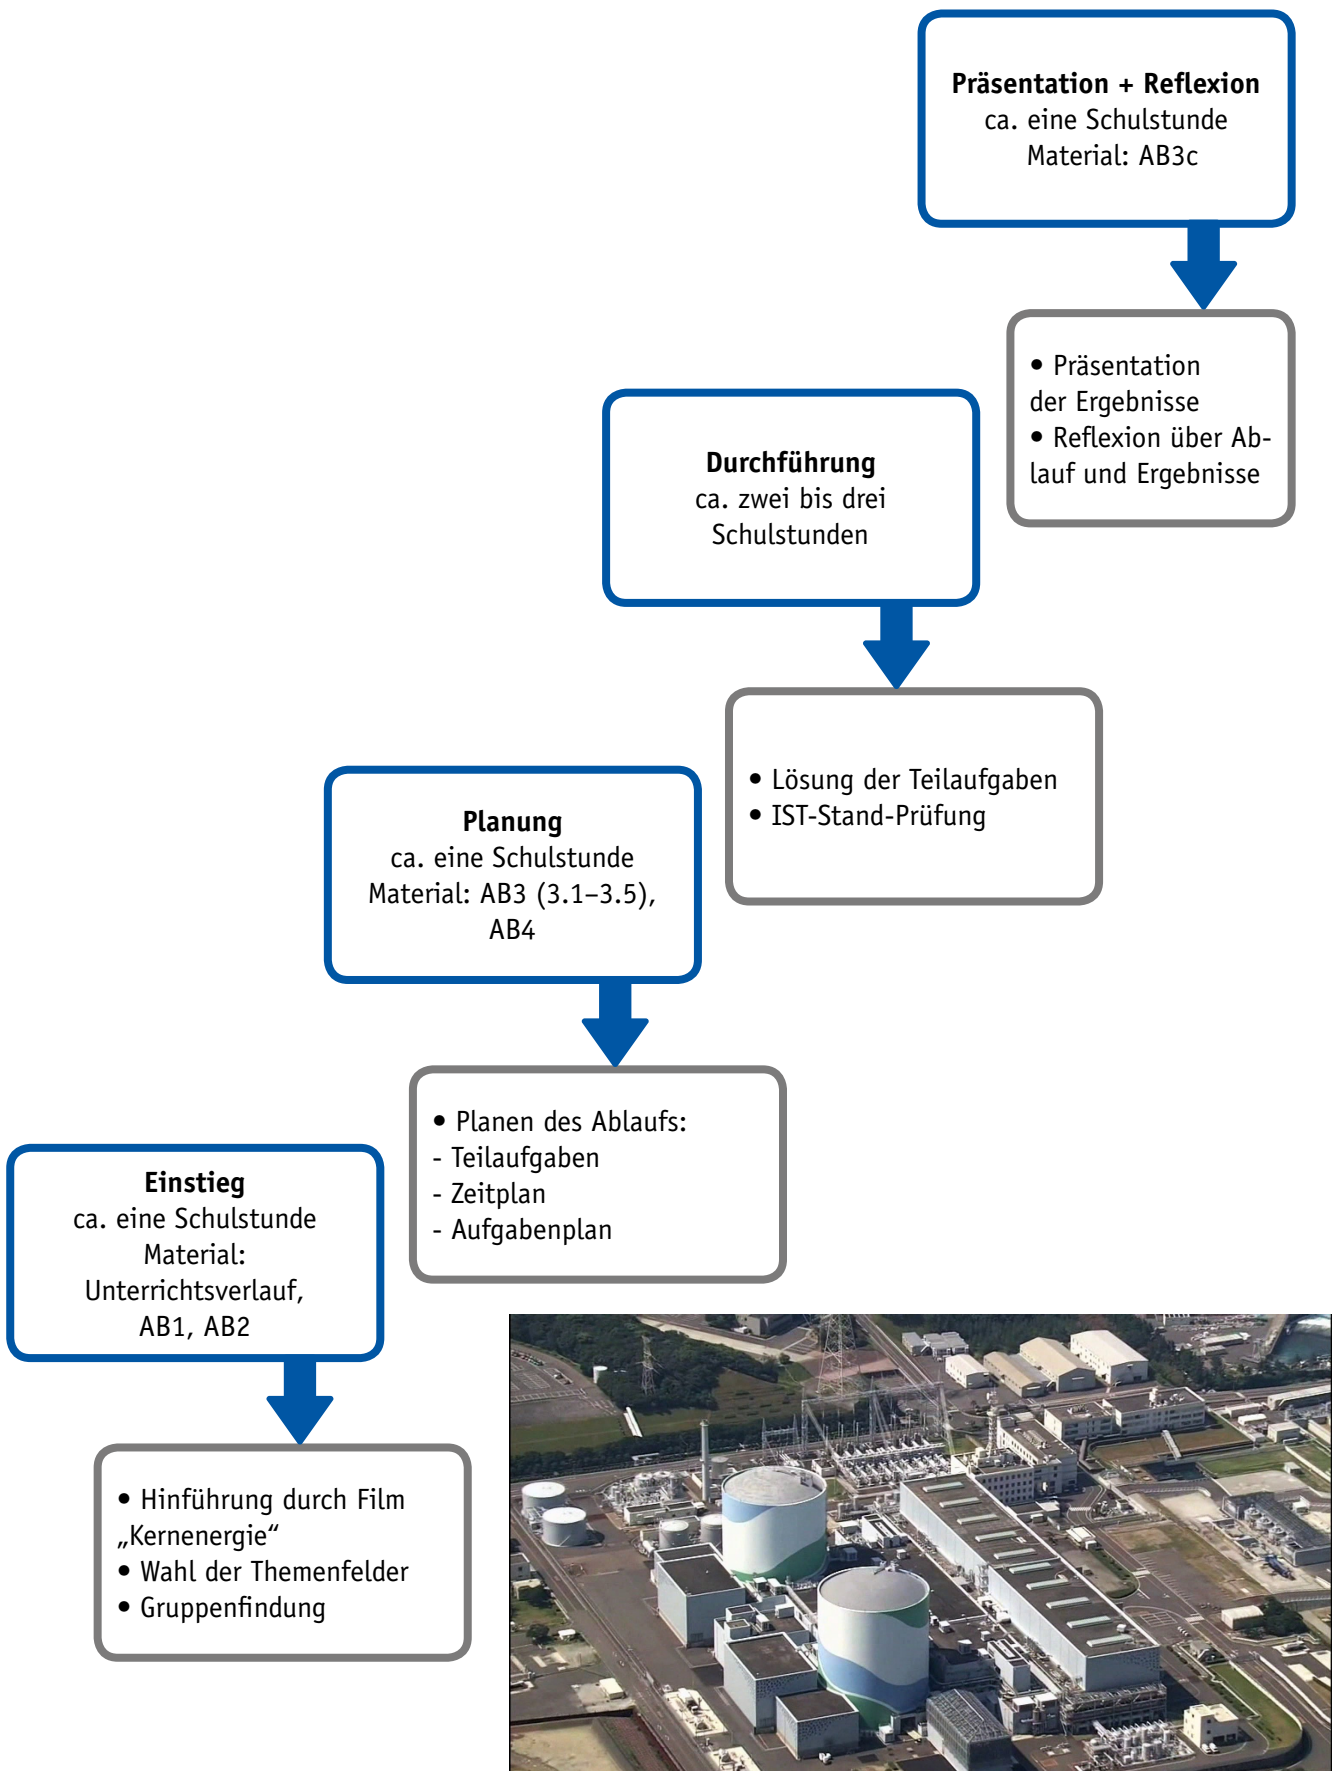 Präsentation + Reflexion
ca. eine Schulstunde
Material: AB3c
• Präsentation
der Ergebnisse
• Reflexion über Ab-
lauf und Ergebnisse
Durchführung
ca. zwei bis drei
Schulstunden
• Lösung der Teilaufgaben
• IST-Stand-Prüfung
Planung
ca. eine Schulstunde
Material: AB3 (3.1–3.5),
AB4
• Planen des Ablaufs:
- Teilaufgaben
- Zeitplan
- Aufgabenplan
Einstieg
ca. eine Schulstunde
Material:
Unterrichtsverlauf,
AB1, AB2
• Hinführung durch Film
„Kernenergie“
• Wahl der Themenfelder
• Gruppenfindung